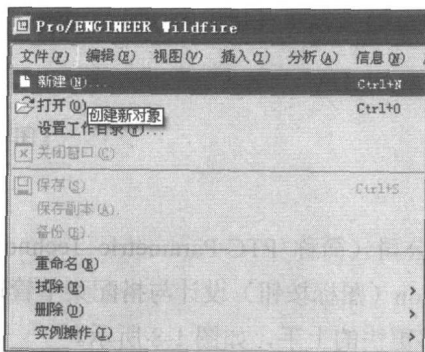 Pro/ENGINEER Wildfire
文件(F) 编辑(E) 视图(V) 插入(I) 分析(A) 信息(N)
新建(N)... Ctrl+N
打开(O) Ctrl+O
创建新对象
设置工作目录(W)...
关闭窗口(C)
保存(S) Ctrl+S
保存副本(A)
备份(B)
重命名(R)
拭除(E)
删除(D)
实例操作(I)